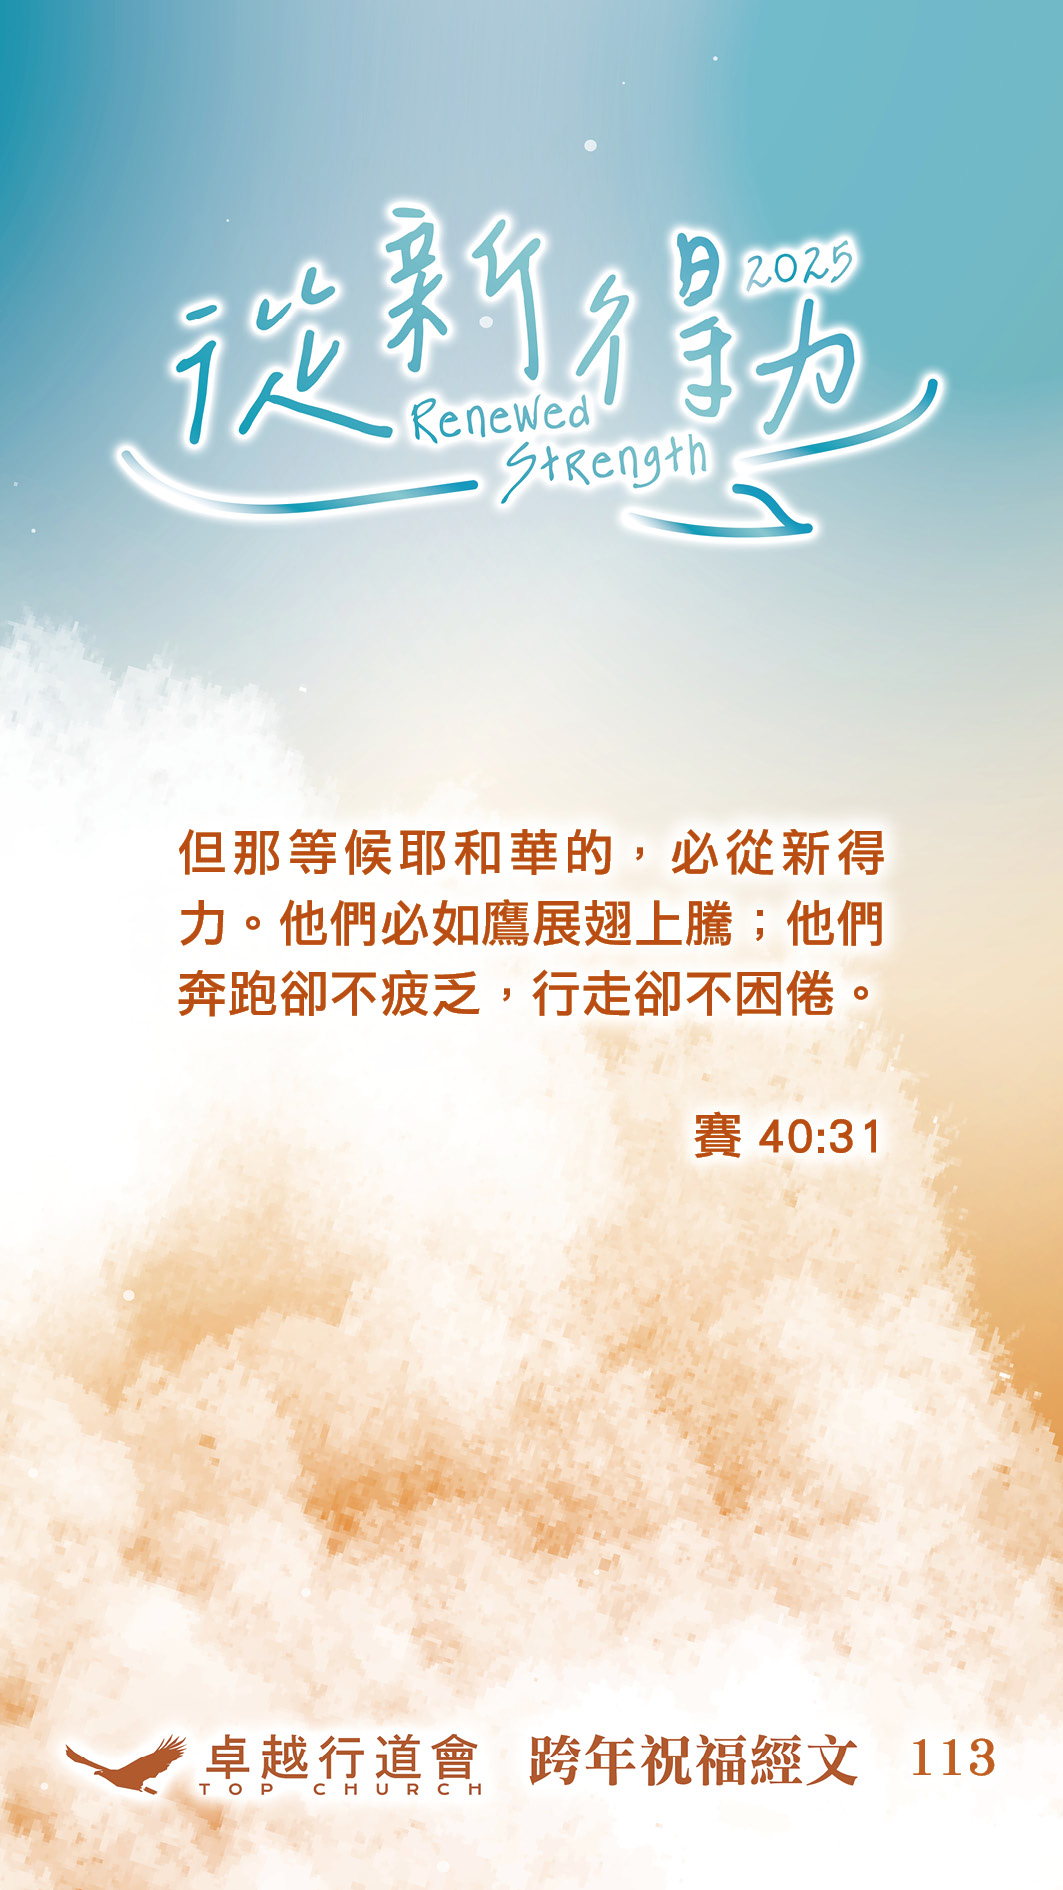 從新得力 2025
Renewed
Strength
但那等候耶和華的，必從新得
力。他們必如鷹展翅上騰；他們
奔跑卻不疲乏，行走卻不困倦。
賽 40:31
卓越行道會 跨年祝福經文 113
TOP CHURCH